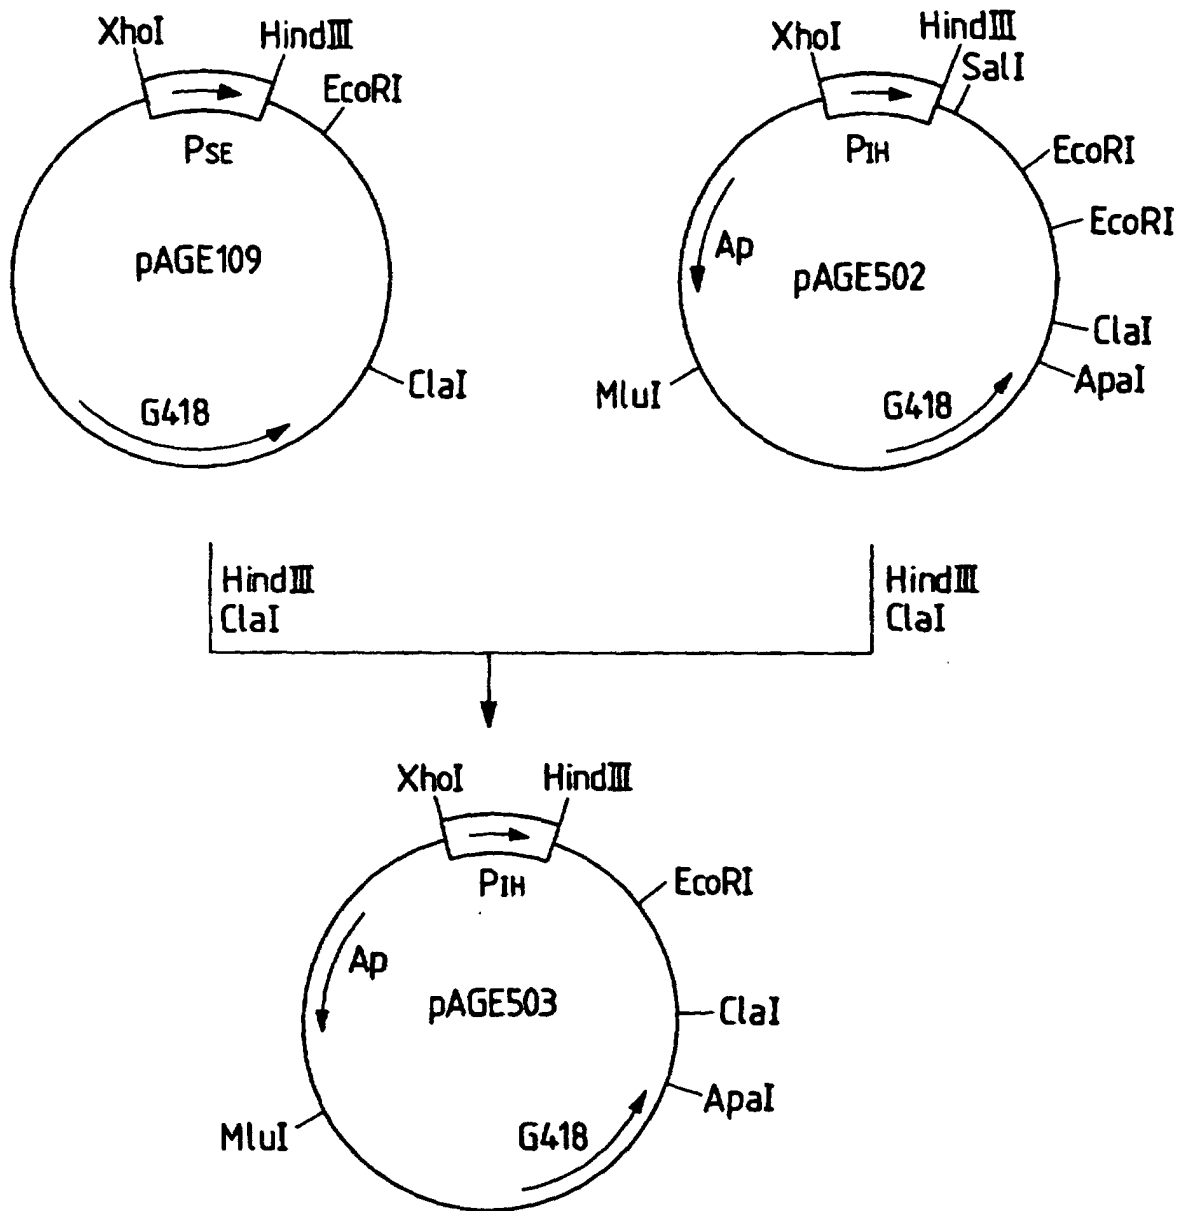 XhoI
HindⅢ
EcoRI
PSE
pAGE109
ClaI
G418
XhoI
HindⅢ
SalI
EcoRI
EcoRI
PIH
Ap
pAGE502
ClaI
ApaI
MluI
G418
HindⅢ
ClaI
HindⅢ
ClaI
XhoI
HindⅢ
EcoRI
PIH
Ap
pAGE503
ClaI
ApaI
MluI
G418